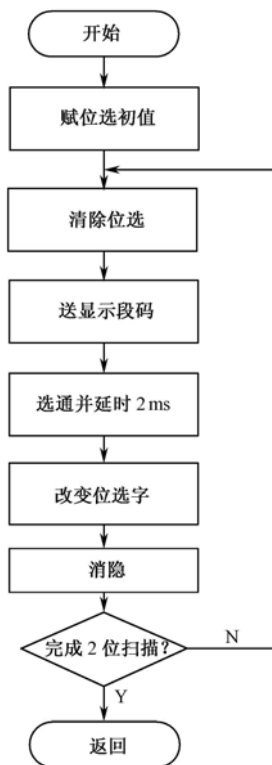 开始
赋位选初值
清除位选
送显示段码
选通并延时 2 ms
改变位选字
消隐
完成 2 位扫描?
N
Y
返回